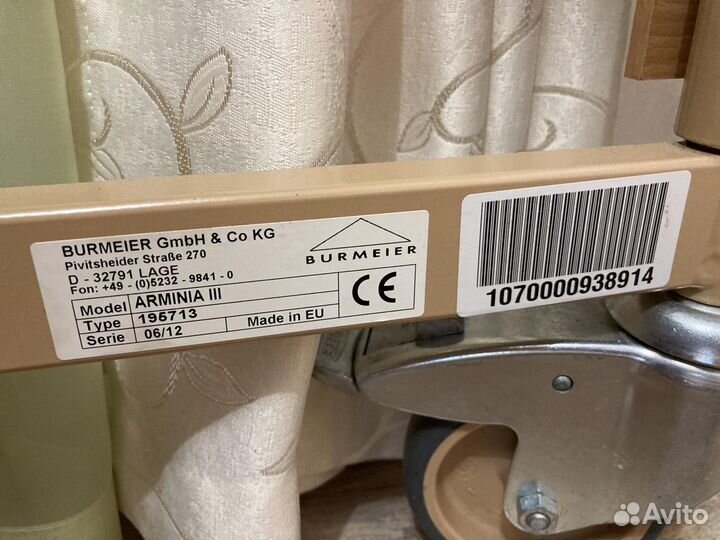 BURMEIER GmbH & Co KG
Pivitsheider Straße 270
D - 32791 LAGE
Fon: +49 - (0)5232 - 9841 - 0
Model ARMINIA III
Type 195713
Serie 06/12 Made in EU
BURMEIER
CE
1070000938914
Avito